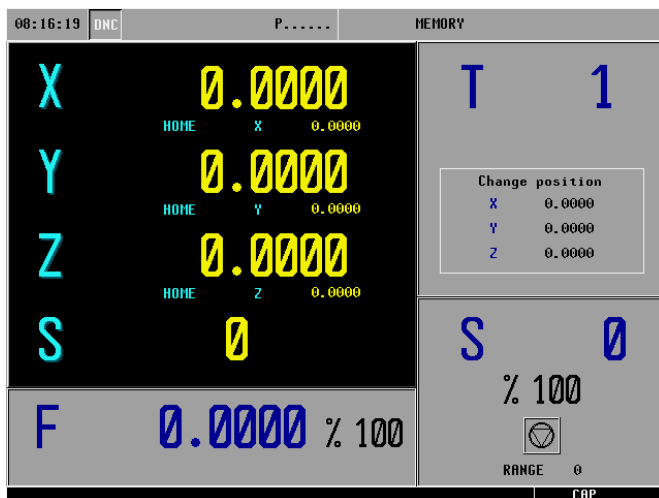 08:16:19 DNC P...... MEMORY
X 0.0000
HOME X 0.0000
Y 0.0000
HOME Y 0.0000
Z 0.0000
HOME Z 0.0000
S 0
F 0.0000 % 100
T 1
Change position
X 0.0000
Y 0.0000
Z 0.0000
S 0
% 100
RANGE 0
CAP